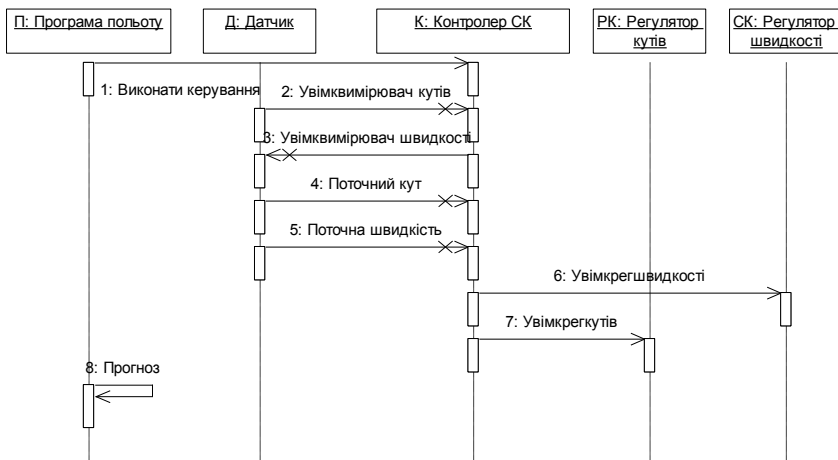 П: Програма польоту
Д: Датчик
К: Контролер СК
РК: Регулятор
кутів
СК: Регулятор
швидкості
1: Виконати керування
2: Увімквимірювач кутів
3: Увімквимірювач швидкості
4: Поточний кут
5: Поточна швидкість
6: Увімкрегшвидкості
7: Увімкрегкутів
8: Прогноз